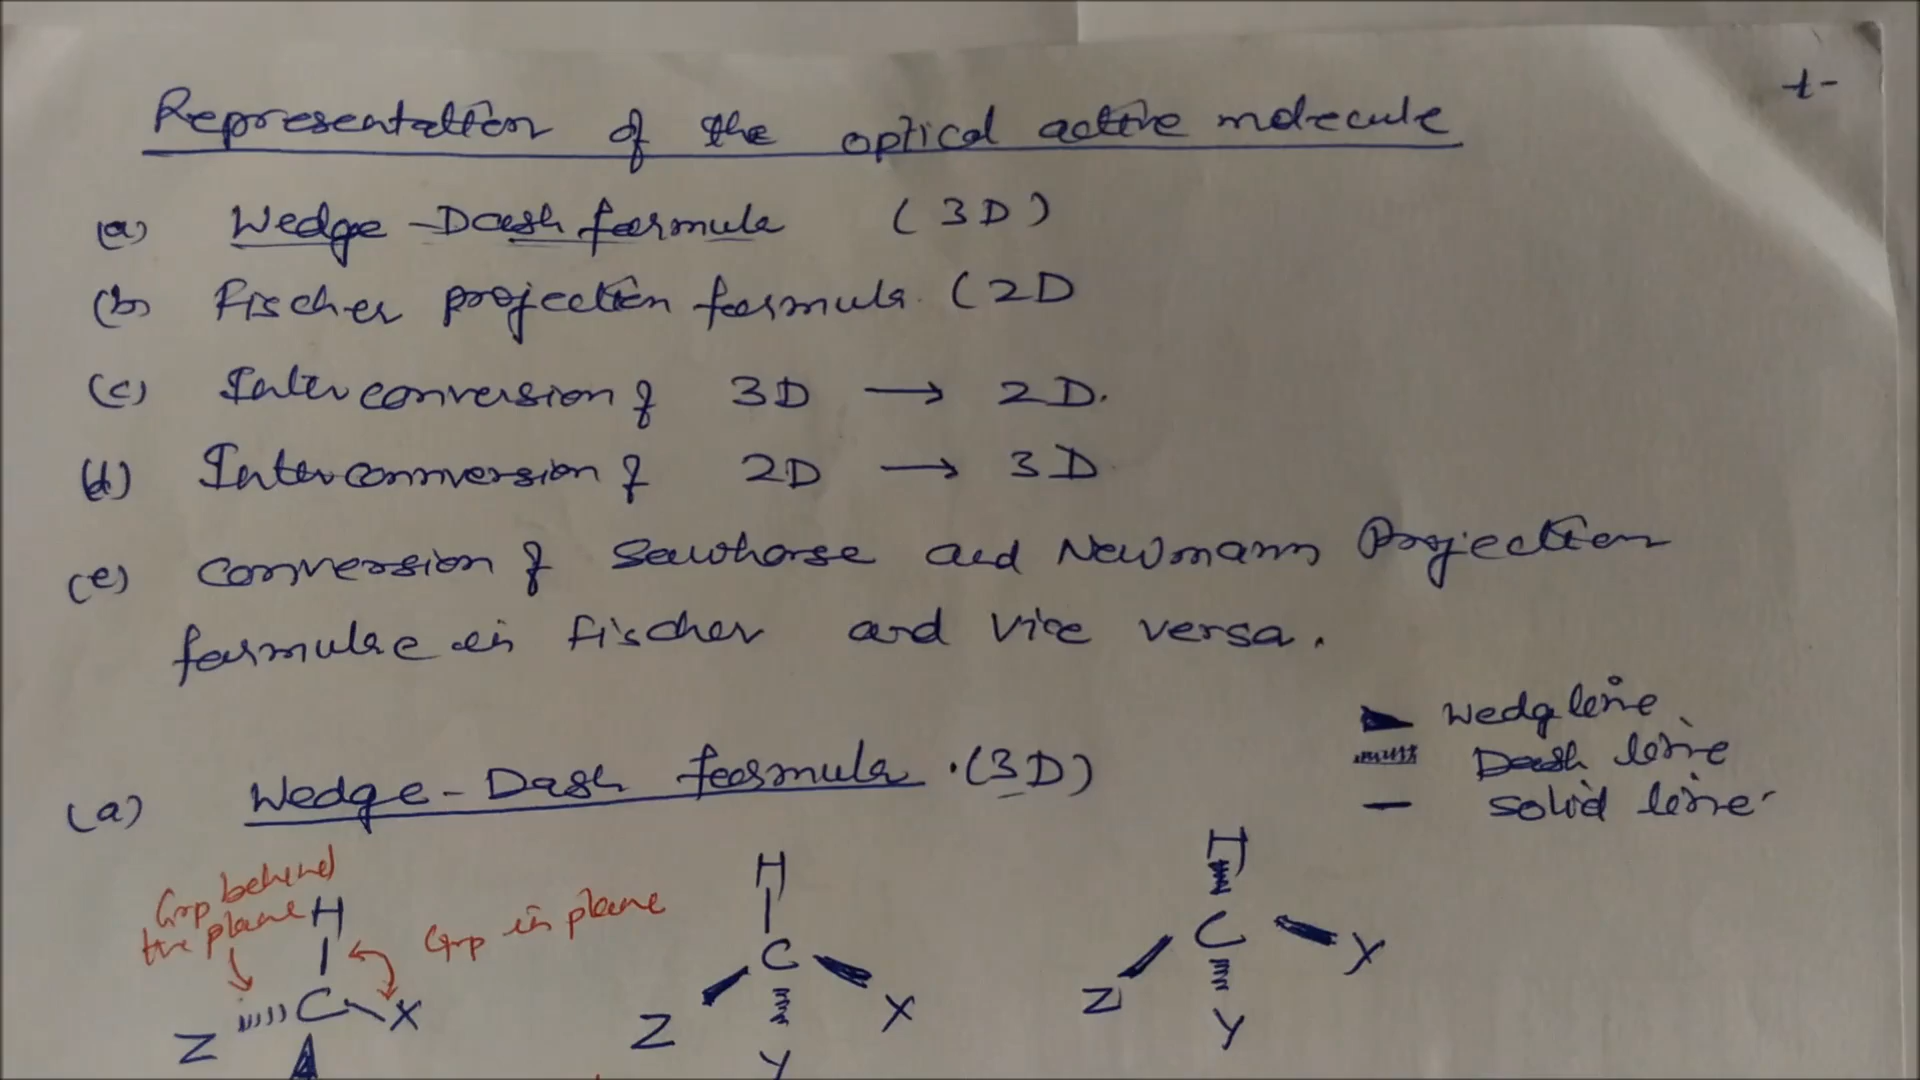 1-
Representation of the optical active molecule
(a) Wedge-Dash formula (3D)
(b) Fischer projection formula. (2D
(c) Interconversion of 3D → 2D.
(d) Interconversion of 2D → 3D
(e) Conversion of Sawhorse and Newmann Projection
formulae in Fischer and vice versa.
Wedg line
Dash line
Solid line
(a) Wedge-Dash formula. (3D)
Grp behind
the plane
Grp in plane
H
C
Z X
H
C
Z X
Y
H
C
Z X
Y